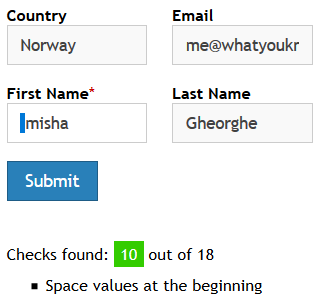 Country Email
Norway me@whatyoukr
First Name* Last Name
 misha Gheorghe
Submit
Checks found: 10 out of 18
▪ Space values at the beginning